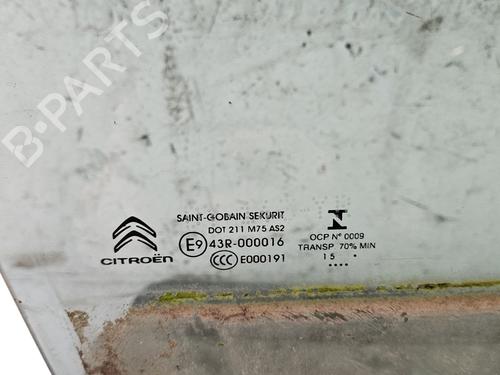 B-PARTS
SAINT-GOBAIN SEKURIT
DOT 211 M75 AS2
E9 43R-000016
CCC E000191
CITROËN
N
OCP Nº 0009
TRANSP 70% MIN
15 •
••••